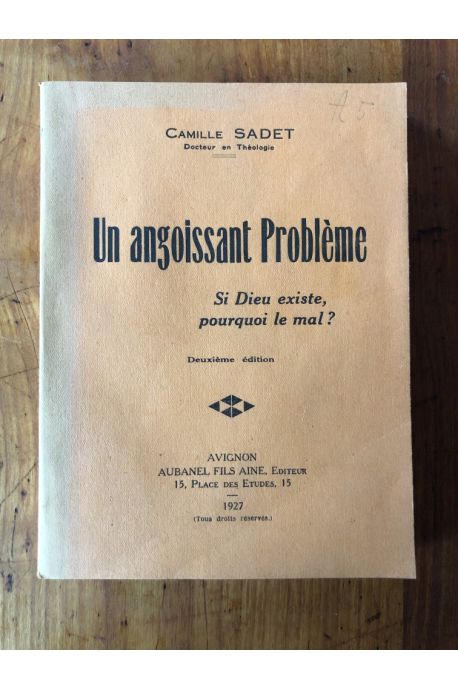 CAMILLE SADET
Docteur en Théologie
Un angoissant Problème
Si Dieu existe,
pourquoi le mal ?
Deuxième édition
AVIGNON
AUBANEL FILS AINE, EDITEUR
15, PLACE DES ETUDES, 15
1927
(Tous droits réservés.)